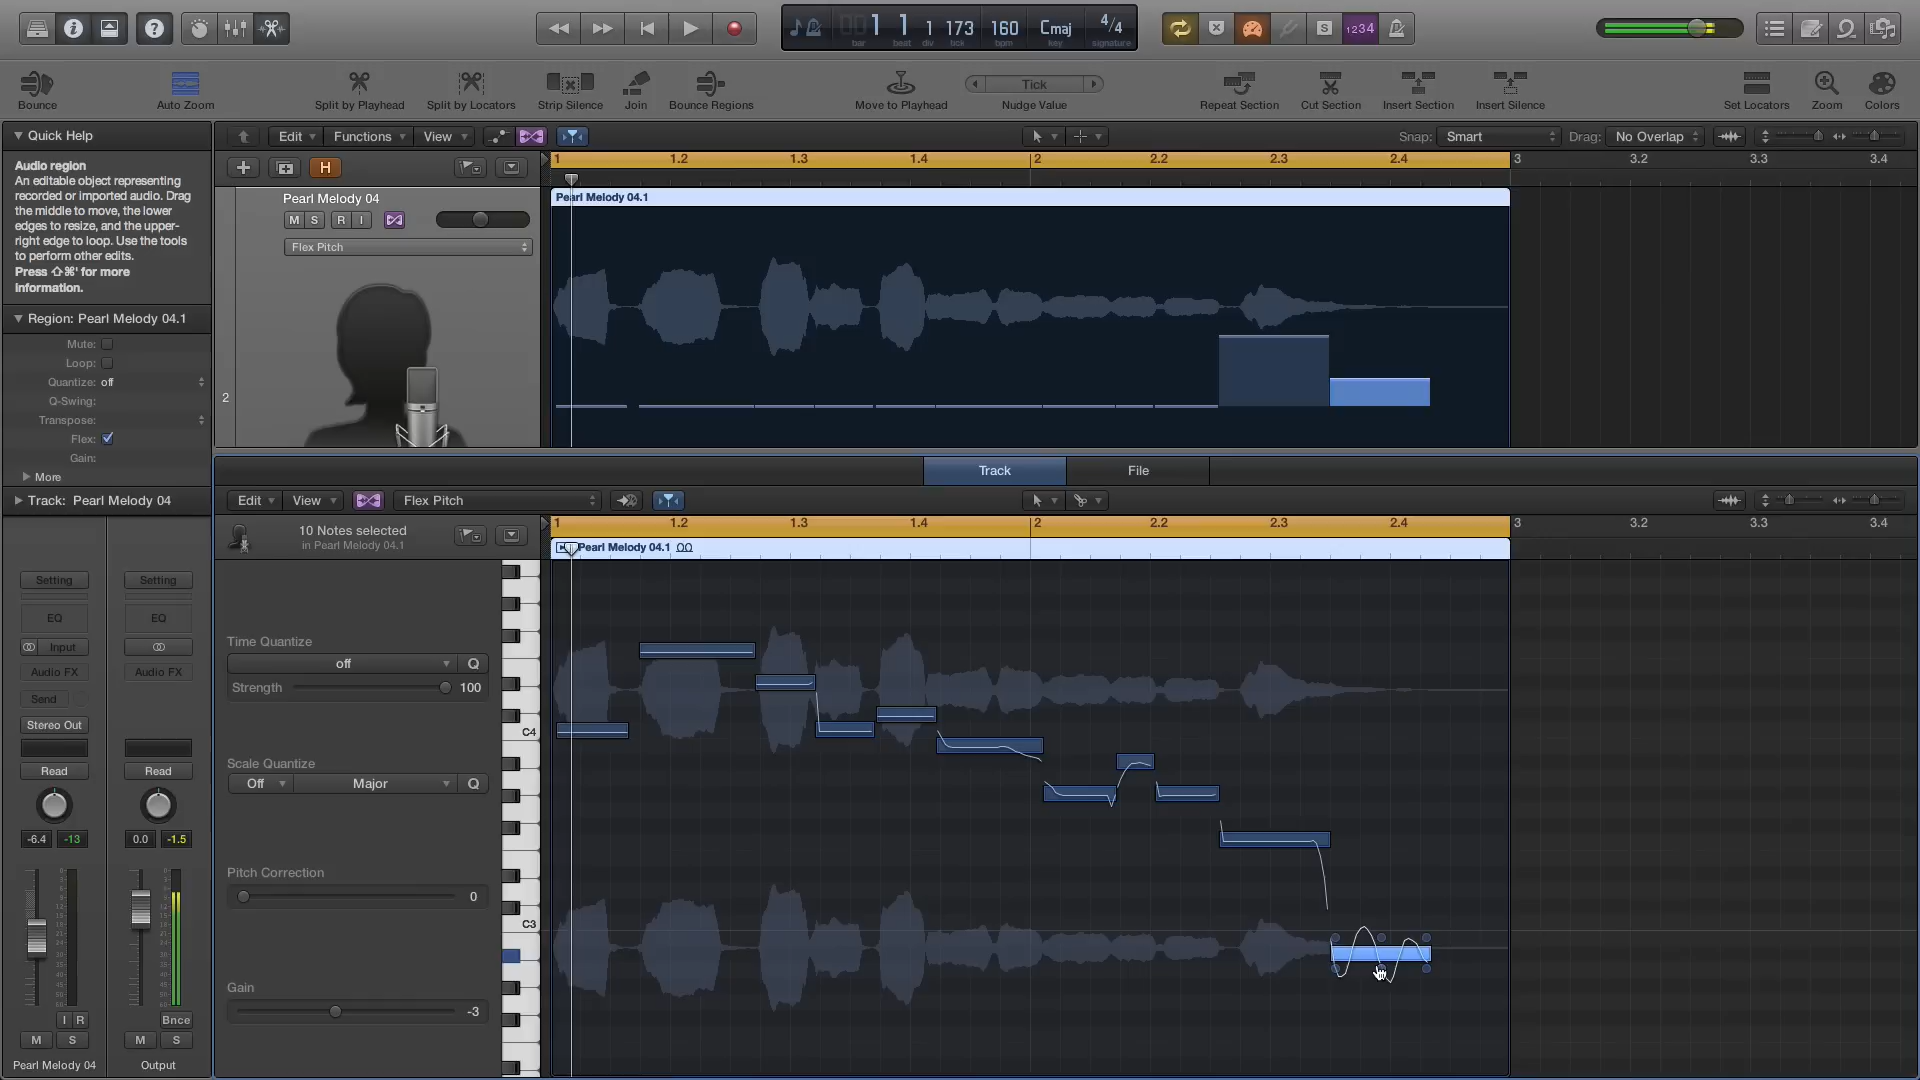 1 1 1 173 160 Cmaj 4/4
bar beat div tick bpm key signature
S 1234
Bounce Auto Zoom Split by Playhead Split by Locators Strip Silence Join Bounce Regions Move to Playhead Tick Nudge Value Repeat Section Cut Section Insert Section Insert Silence Set Locators Zoom Colors
Quick Help
Edit Functions View Snap: Smart Drag: No Overlap
Audio region
An editable object representing
recorded or imported audio. Drag
the middle to move, the lower
edges to resize, and the upper-
right edge to loop. Use the tools
to perform other edits.
Press ⇧⌘' for more
information.
H
1 1.2 1.3 1.4 2 2.2 2.3 2.4 3 3.2 3.3 3.4
Pearl Melody 04
M S R I
Flex Pitch
2
Pearl Melody 04.1
Region: Pearl Melody 04.1
Mute:
Loop:
Quantize: off
Q-Swing:
Transpose:
Flex:
Gain:
More
Track: Pearl Melody 04
Track File
Edit View Flex Pitch
10 Notes selected
in Pearl Melody 04.1
1 1.2 1.3 1.4 2 2.2 2.3 2.4 3 3.2 3.3 3.4
Pearl Melody 04.1
Setting Setting
EQ EQ
Input
Audio FX Audio FX
Send
Stereo Out
Read Read
-6.4 -13 0.0 -1.5
I R Bnce
M S M S
Pearl Melody 04 Output
Time Quantize
off Q
Strength 100
Scale Quantize
Off Major Q
Pitch Correction
0
Gain
-3
C4
C3